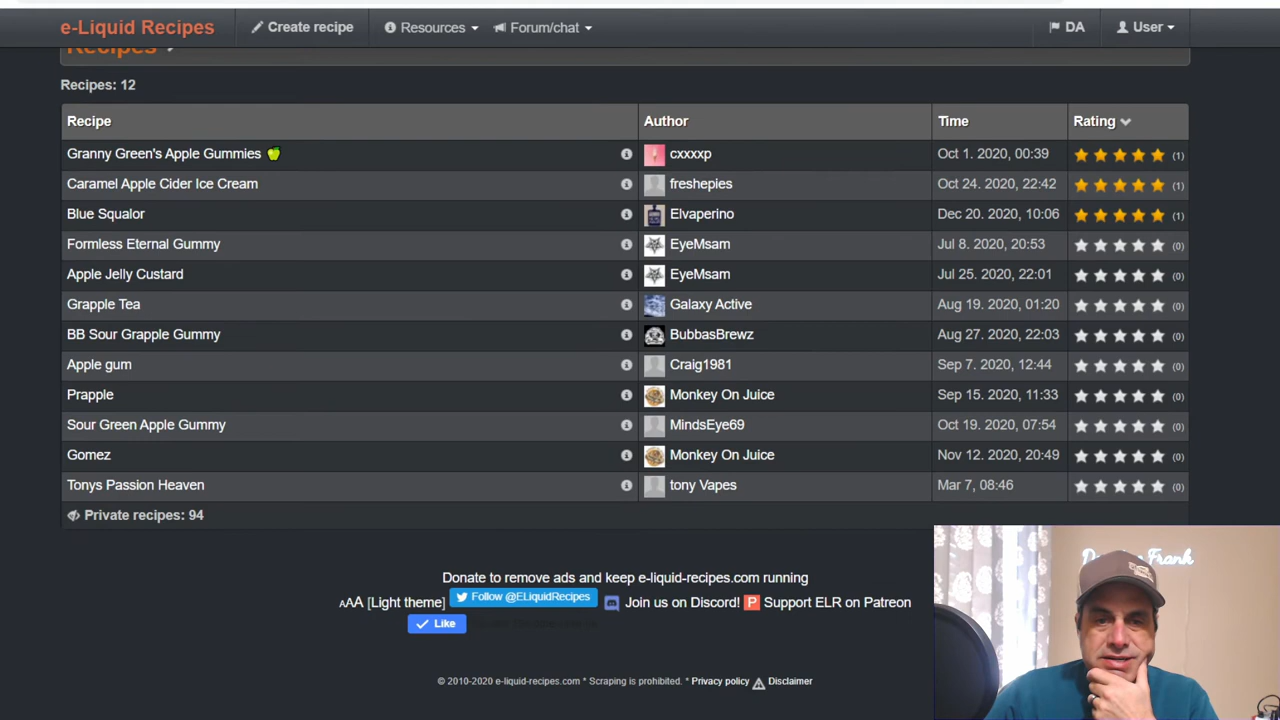 e-Liquid Recipes Create recipe Resources Forum/chat DA User
Recipes
Recipes: 12
Recipe Author Time Rating
Granny Green's Apple Gummies cxxxxp Oct 1. 2020, 00:39 (1)
Caramel Apple Cider Ice Cream freshepies Oct 24. 2020, 22:42 (1)
Blue Squalor Elvaperino Dec 20. 2020, 10:06 (1)
Formless Eternal Gummy EyeMsam Jul 8. 2020, 20:53 (0)
Apple Jelly Custard EyeMsam Jul 25. 2020, 22:01 (0)
Grapple Tea Galaxy Active Aug 19. 2020, 01:20 (0)
BB Sour Grapple Gummy BubbasBrewz Aug 27. 2020, 22:03 (0)
Apple gum Craig1981 Sep 7. 2020, 12:44 (0)
Prapple Monkey On Juice Sep 15. 2020, 11:33 (0)
Sour Green Apple Gummy MindsEye69 Oct 19. 2020, 07:54 (0)
Gomez Monkey On Juice Nov 12. 2020, 20:49 (0)
Tonys Passion Heaven tony Vapes Mar 7, 08:46 (0)
Private recipes: 94
Donate to remove ads and keep e-liquid-recipes.com running
AAA [Light theme] Follow @ELiquidRecipes Join us on Discord! P Support ELR on Patreon
Like
© 2010-2020 e-liquid-recipes.com * Scraping is prohibited. * Privacy policy Disclaimer
Frank